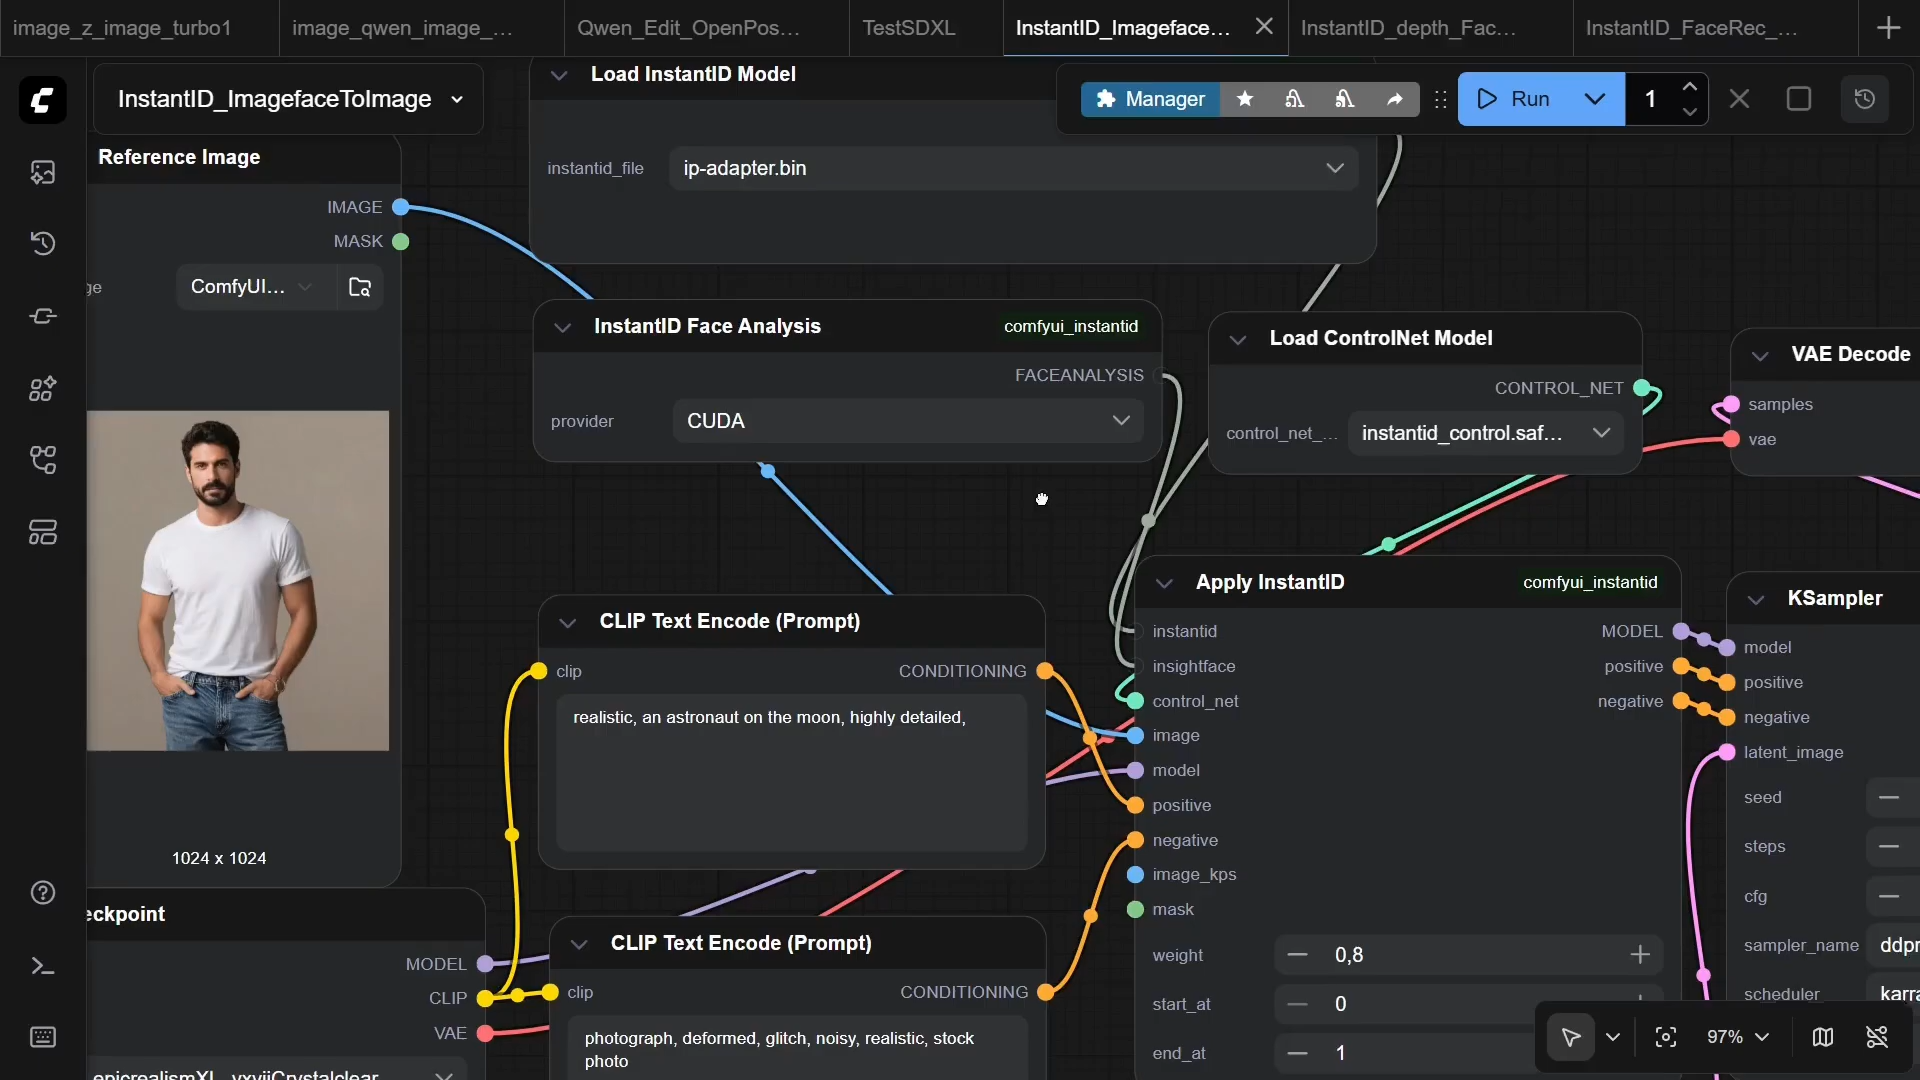 image_z_image_turbo1
image_qwen_image_...
Qwen_Edit_OpenPos...
TestSDXL
InstantID_Imageface...
InstantID_depth_Fac...
InstantID_FaceRec_...
InstantID_ImagefaceToImage
Load InstantID Model
Manager
Run
1
instantid_file
ip-adapter.bin
Reference Image
IMAGE
MASK
ge
ComfyUI...
1024 x 1024
InstantID Face Analysis
comfyui_instantid
FACEANALYSIS
provider
CUDA
Load ControlNet Model
CONTROL_NET
control_net_...
instantid_control.saf...
VAE Decode
samples
vae
CLIP Text Encode (Prompt)
clip
CONDITIONING
realistic, an astronaut on the moon, highly detailed,
Apply InstantID
comfyui_instantid
instantid
MODEL
insightface
positive
control_net
negative
image
model
positive
negative
image_kps
mask
weight
0,8
start_at
0
end_at
1
KSampler
model
positive
negative
latent_image
seed
steps
cfg
sampler_name
ddpr
scheduler
karra
eckpoint
MODEL
CLIP
VAE
CLIP Text Encode (Prompt)
clip
CONDITIONING
photograph, deformed, glitch, noisy, realistic, stock
photo
97%